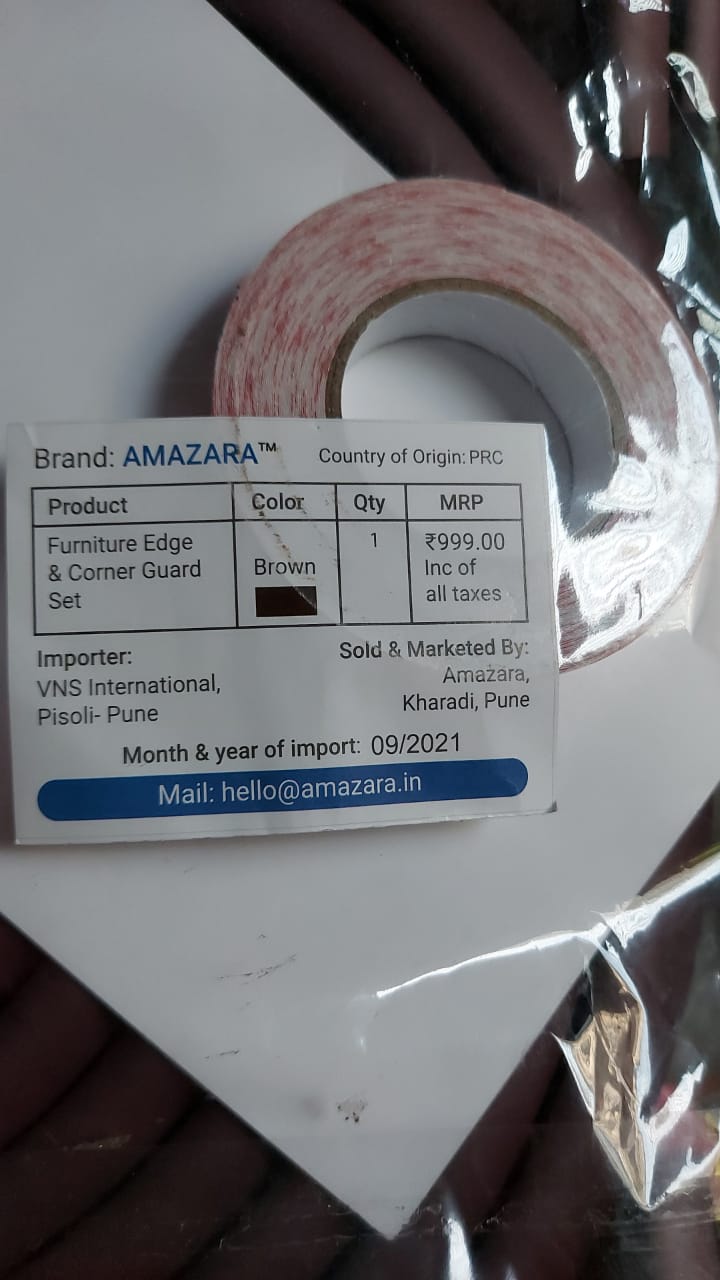 Brand: AMAZARA™ Country of Origin: PRC
Product Color Qty MRP
Furniture Edge & Corner Guard Set
Brown
1
₹999.00
Inc of
all taxes
Importer:
VNS International,
Pisoli- Pune
Sold & Marketed By:
Amazara,
Kharadi, Pune
Month & year of import: 09/2021
Mail: hello@amazara.in